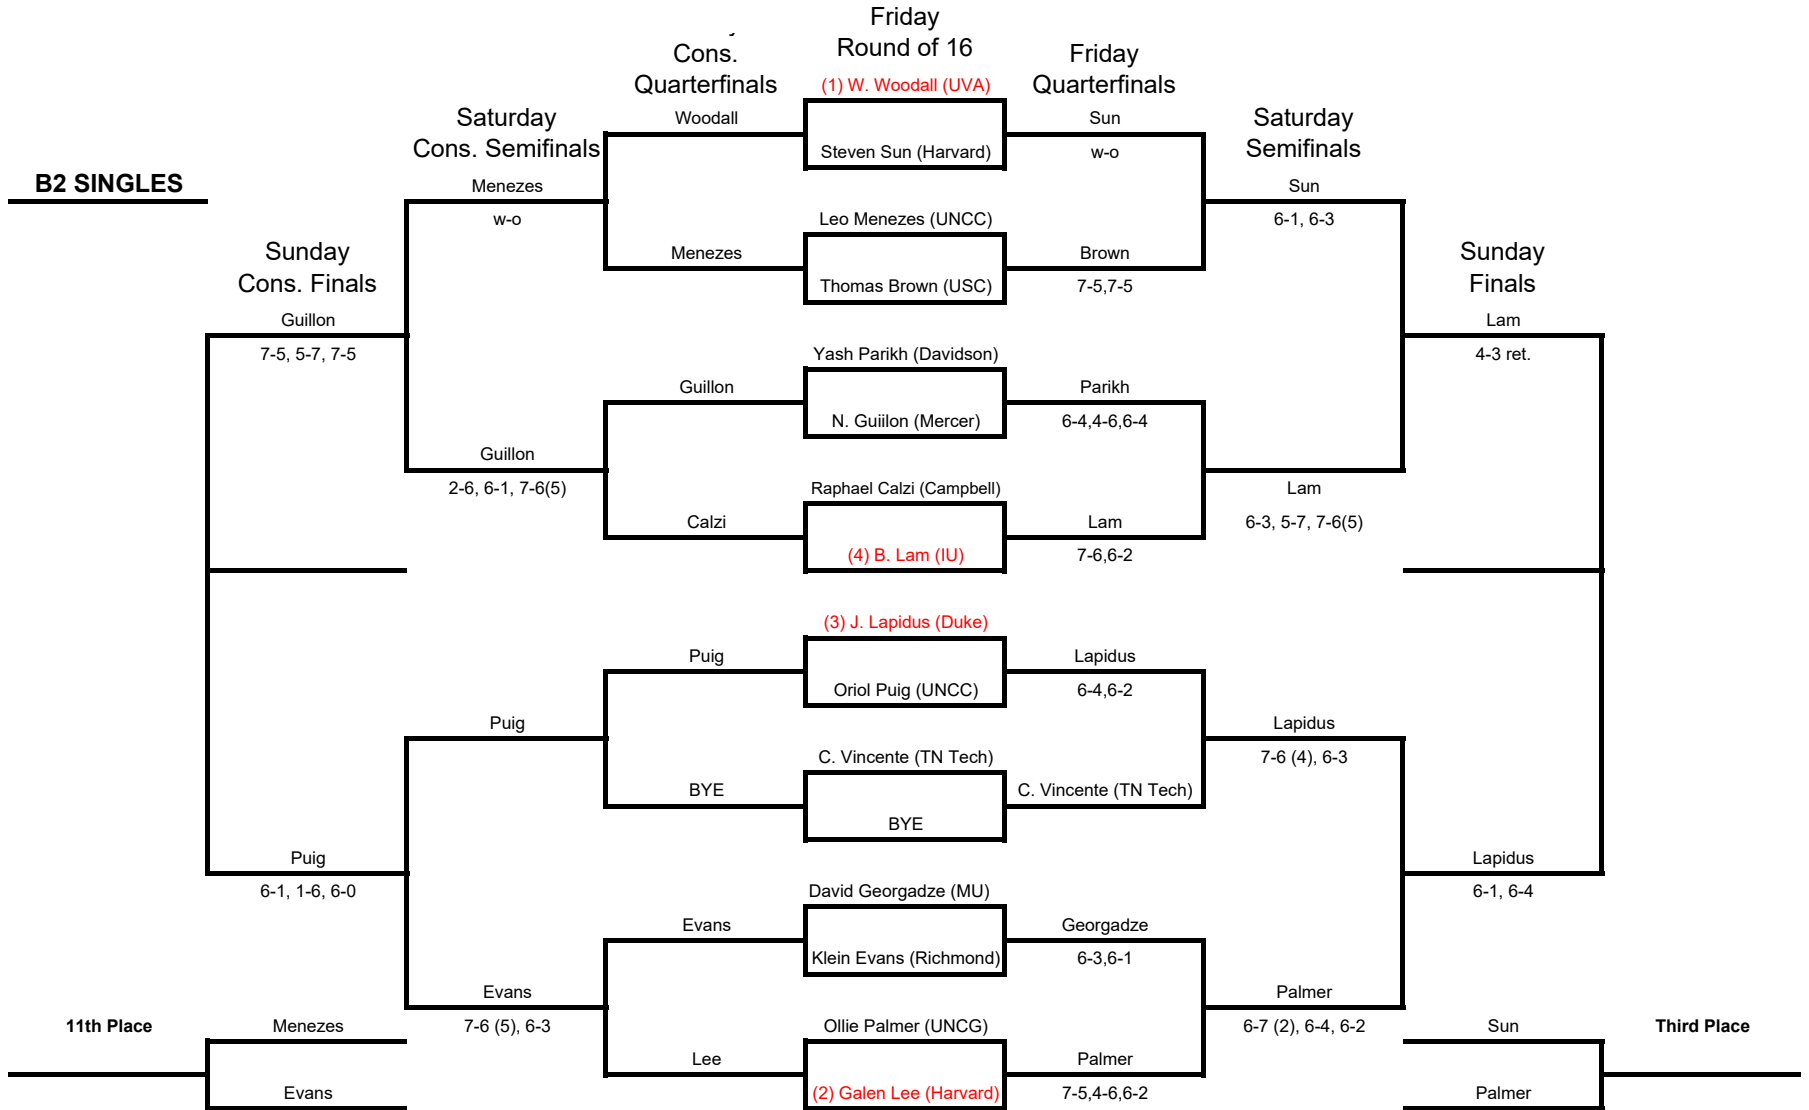 Friday
Round of 16
Cons.
Quarterfinals
Friday
Quarterfinals
(1) W. Woodall (UVA)
Saturday
Cons. Semifinals
Woodall
Sun
Saturday
Semifinals
Steven Sun (Harvard)
w-o
B2 SINGLES
Menezes
Sun
w-o
Leo Menezes (UNCC)
6-1, 6-3
Sunday
Cons. Finals
Menezes
Brown
Sunday
Finals
Thomas Brown (USC)
7-5,7-5
Guillon
Lam
7-5, 5-7, 7-5
Yash Parikh (Davidson)
4-3 ret.
Guillon
Parikh
N. Guiilon (Mercer)
6-4,4-6,6-4
Guillon
2-6, 6-1, 7-6(5)
Raphael Calzi (Campbell)
Lam
Calzi
Lam
6-3, 5-7, 7-6(5)
(4) B. Lam (IU)
7-6,6-2
(3) J. Lapidus (Duke)
Puig
Lapidus
Oriol Puig (UNCC)
6-4,6-2
Puig
Lapidus
C. Vincente (TN Tech)
7-6 (4), 6-3
BYE
C. Vincente (TN Tech)
BYE
Puig
Lapidus
6-1, 1-6, 6-0
David Georgadze (MU)
6-1, 6-4
Evans
Georgadze
Klein Evans (Richmond)
6-3,6-1
Evans
Palmer
11th Place
Menezes
7-6 (5), 6-3
Ollie Palmer (UNCG)
6-7 (2), 6-4, 6-2
Sun
Third Place
Lee
Palmer
Evans
(2) Galen Lee (Harvard)
7-5,4-6,6-2
Palmer